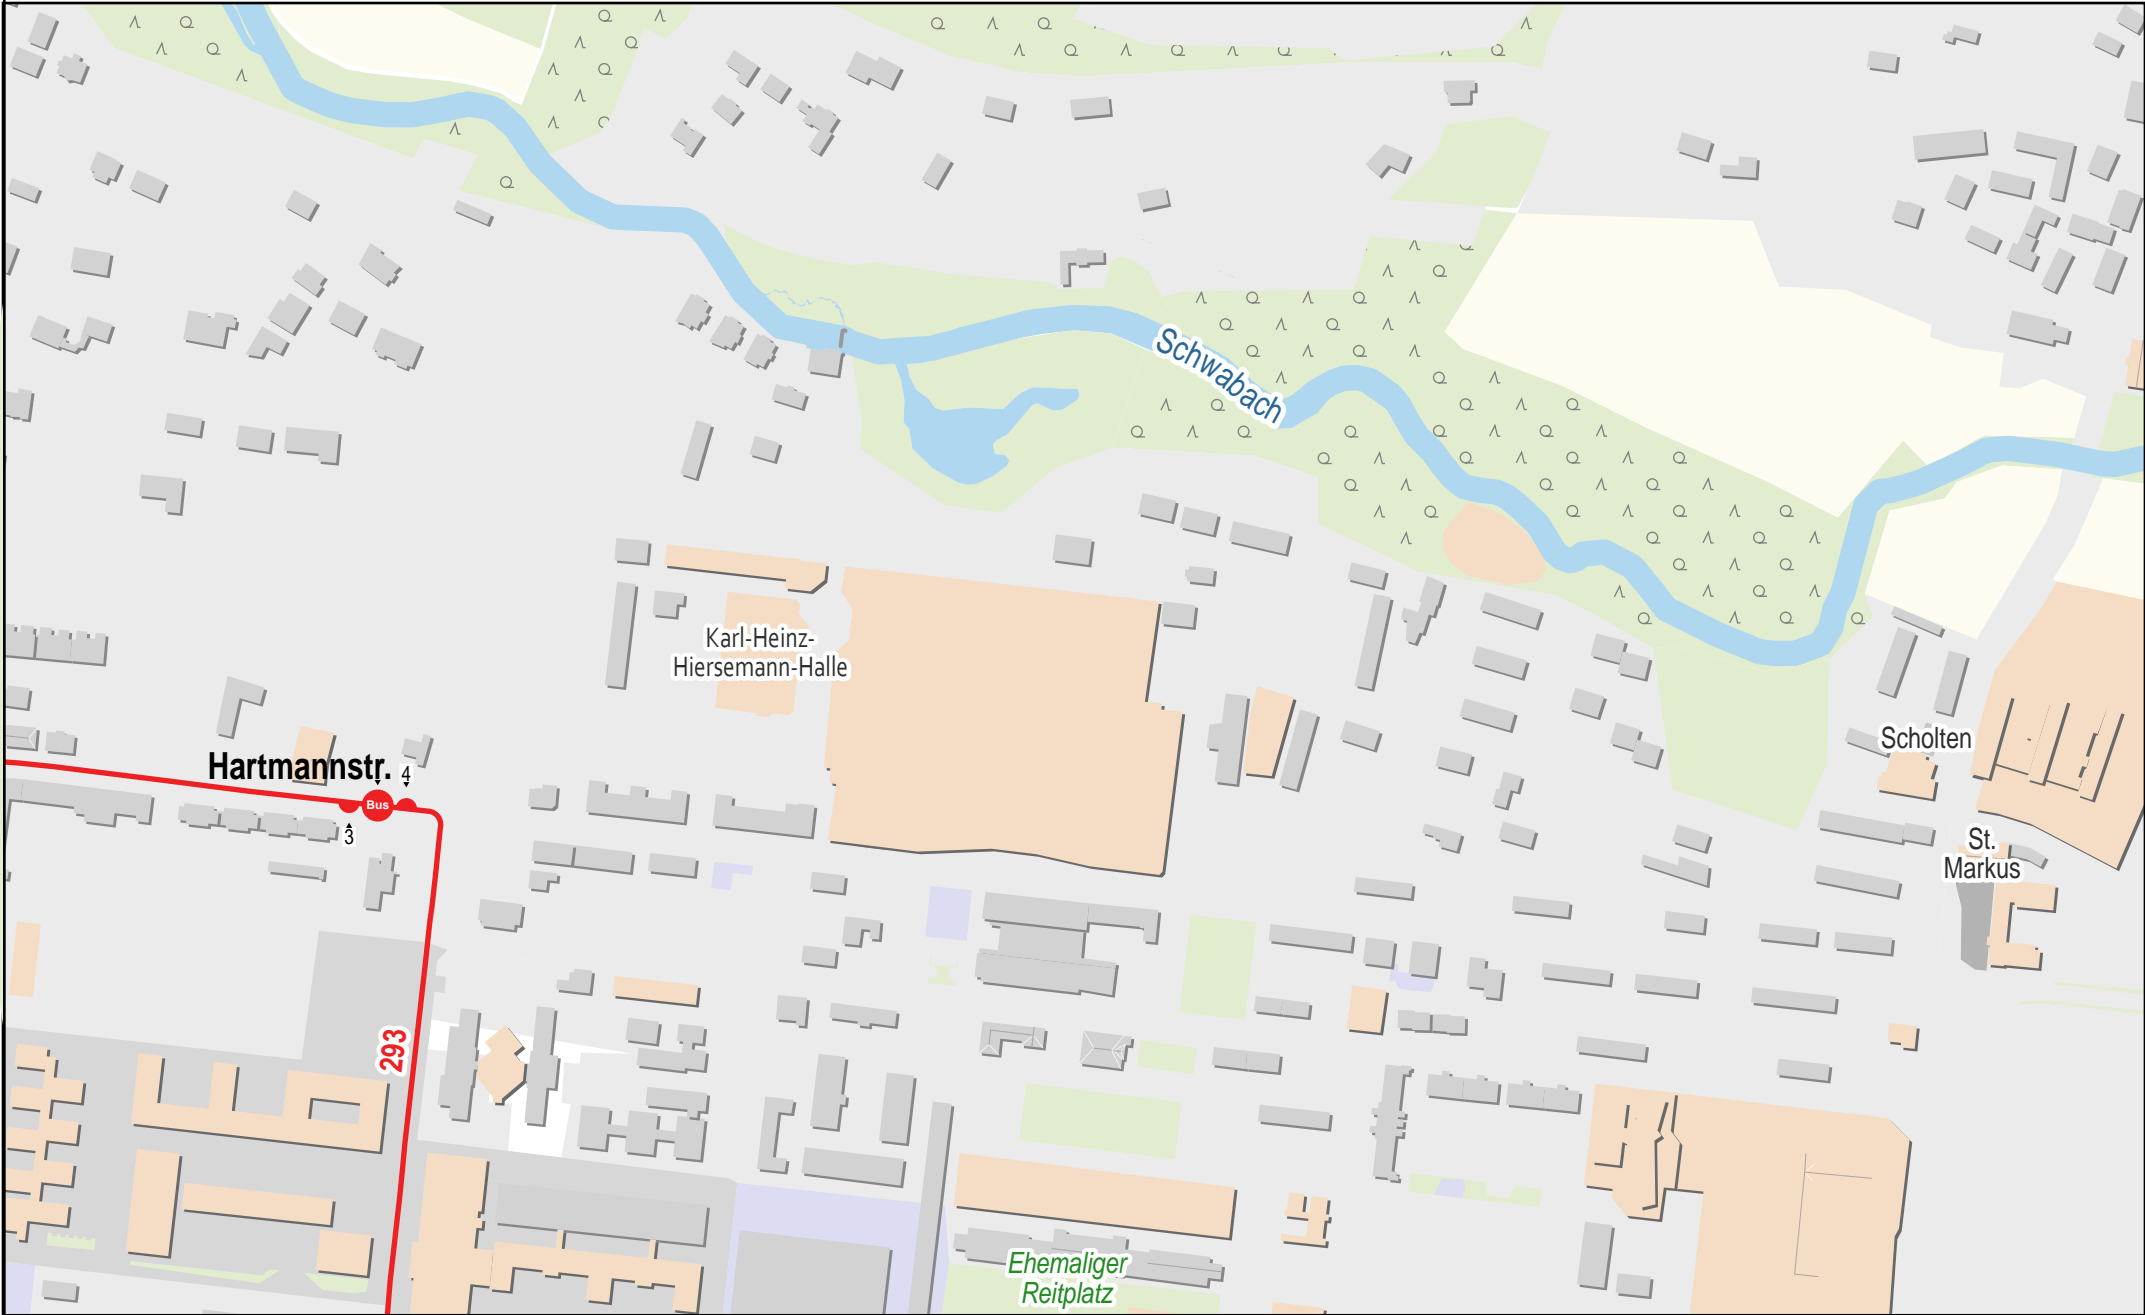 Schwabach
Karl-Heinz-
Hiersemann-Halle
Scholten
Hartmannstr.
4
Bus
3
St.
Markus
293
Ehemaliger
Reitplatz